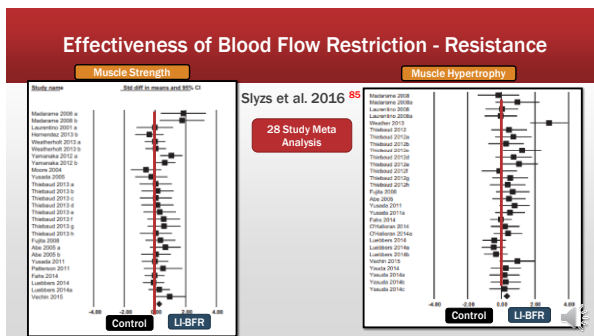 Effectiveness of Blood Flow Restriction - Resistance
Muscle Strength
Muscle Hypertrophy
Slyzs et al. 2016 85
28 Study Meta
Analysis
Study name
Std diff in means and 95% CI
Madarame 2008 a
Madarame 2008 b
Laurentino 2001 a
Hernandez 2013 b
Weatherholt 2013 a
Weatherholt 2013 b
Yamanaka 2012 a
Yamanaka 2012 b
Moore 2004
Yusada 2005
Thiebaud 2013 a
Thiebaud 2013 b
Thiebaud 2013 c
Thiebaud 2013 d
Thiebaud 2013 e
Thiebaud 2013 f
Thiebaud 2013 g
Thiebaud 2013 h
Fujita 2008
Abe 2005 a
Abe 2005 b
Yusada 2011
Patterson 2011
Fahs 2014
Luebbers 2014
Luebbers 2014a
Vechin 2015
-4.00
-2.00
0.00
2.00
4.00
Control
LI-BFR
Madarame 2008
Madarame 2008a
Laurentino 2008
Laurentino 2008a
Weather 2013
Thiebaud 2012
Thiebaud 2012a
Thiebaud 2012b
Thiebaud 2012c
Thiebaud 2012d
Thiebaud 2012e
Thiebaud 2012f
Thiebaud 2012g
Thiebaud 2012h
Fujita 2008
Abe 2005
Yusada 2011
Yusada 2011a
Fahs 2014
O'Halloran 2014
O'Halloran 2014a
Luebbers 2014
Luebbers 2014a
Luebbers 2014b
Vechin 2015
Yasuda 2014
Yasuda 2014a
Yasuda 2014b
Yasuda 2014c
-4.00
-2.00
0.00
2.00
4.00
Control
LI-BFR